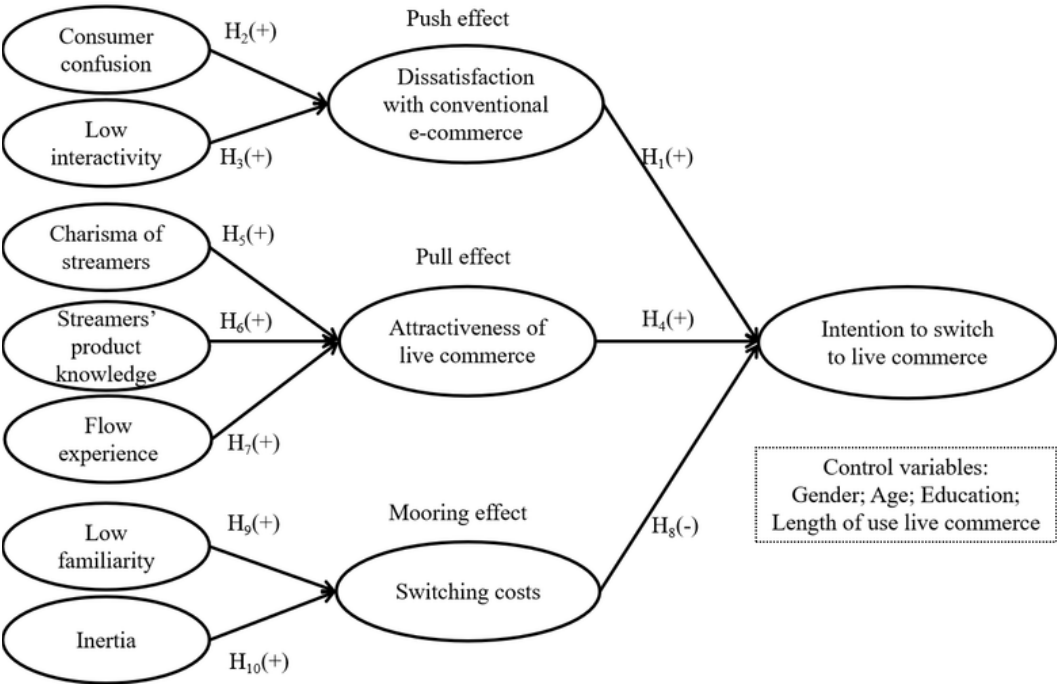 Push effect
Consumer
confusion
H₂(+)
Dissatisfaction
with conventional
e-commerce
Low
interactivity
H₃(+)
H₁(+)
Charisma of
streamers
H₅(+)
Pull effect
Streamers’
product
knowledge
H₆(+)
Attractiveness of
live commerce
H₄(+)
Intention to switch
to live commerce
Flow
experience
H₇(+)
Control variables:
Gender; Age; Education;
Length of use live commerce
Low
familiarity
H₉(+)
Mooring effect
H₈(-)
Switching costs
Inertia
H₁₀(+)